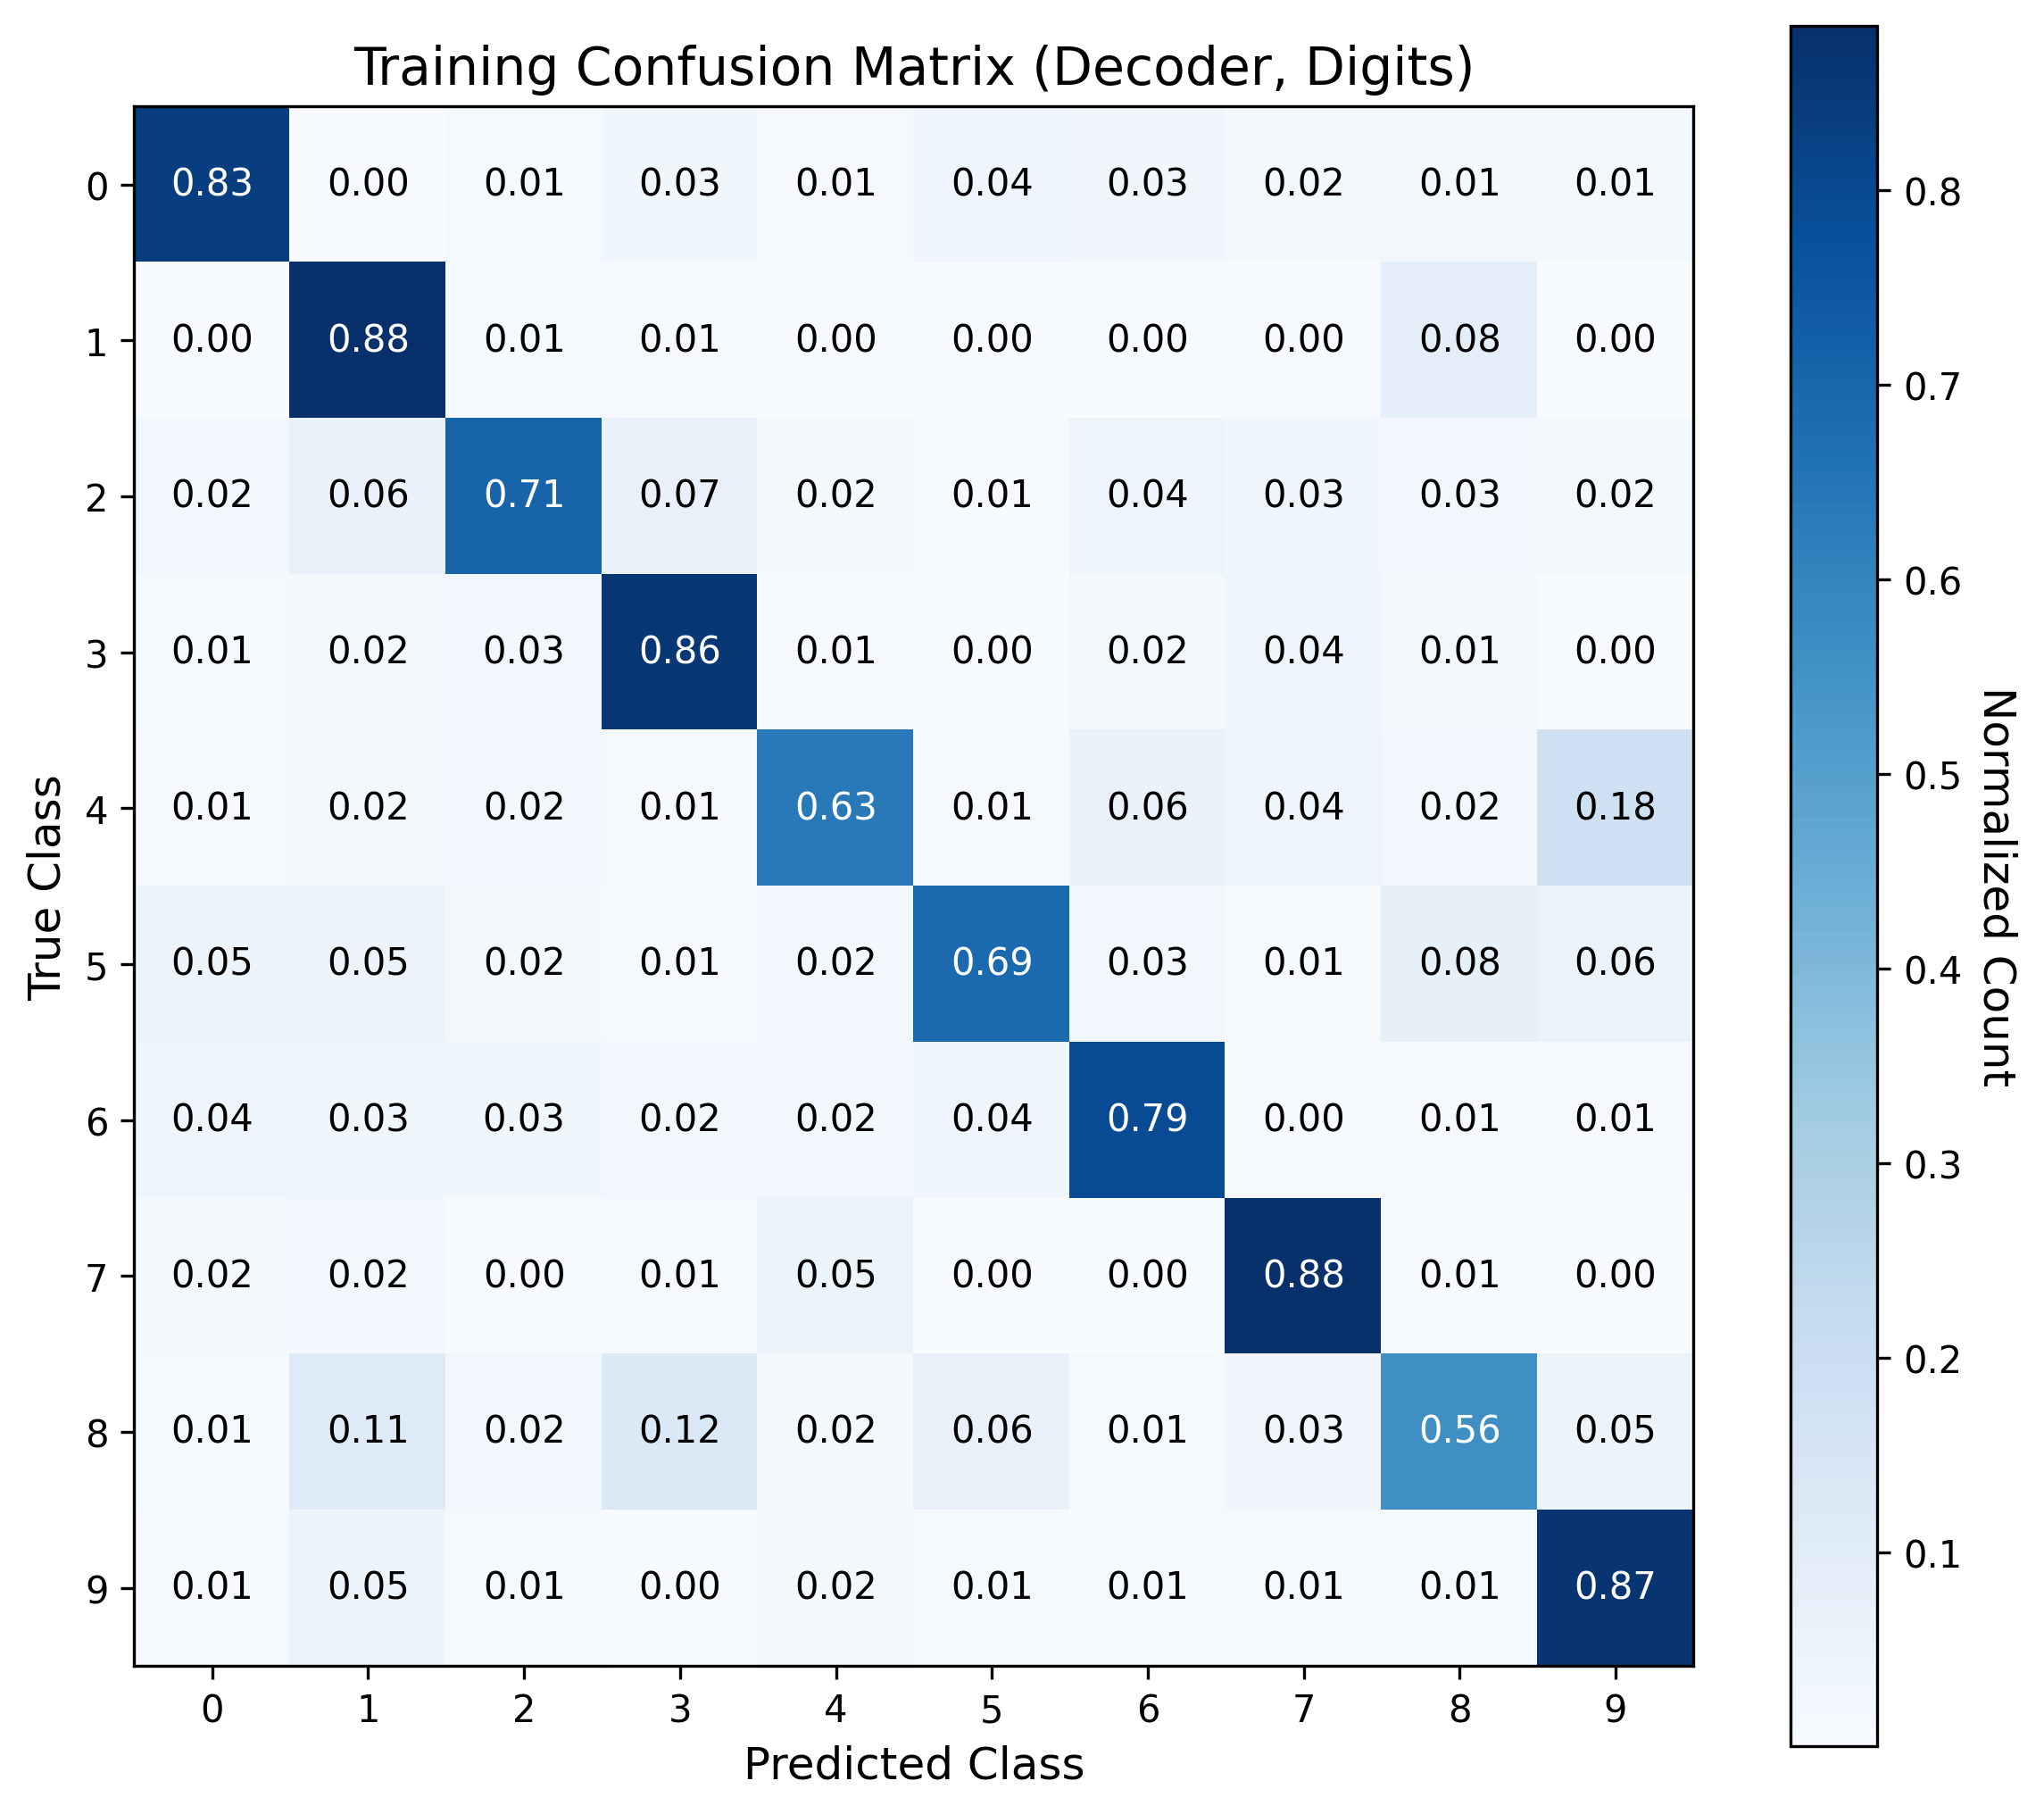 Training Confusion Matrix (Decoder, Digits)
0 0.83 0.00 0.01 0.03 0.01 0.04 0.03 0.02 0.01 0.01
1 0.00 0.88 0.01 0.01 0.00 0.00 0.00 0.00 0.08 0.00
2 0.02 0.06 0.71 0.07 0.02 0.01 0.04 0.03 0.03 0.02
3 0.01 0.02 0.03 0.86 0.01 0.00 0.02 0.04 0.01 0.00
4 0.01 0.02 0.02 0.01 0.63 0.01 0.06 0.04 0.02 0.18
5 0.05 0.05 0.02 0.01 0.02 0.69 0.03 0.01 0.08 0.06
6 0.04 0.03 0.03 0.02 0.02 0.04 0.79 0.00 0.01 0.01
7 0.02 0.02 0.00 0.01 0.05 0.00 0.00 0.88 0.01 0.00
8 0.01 0.11 0.02 0.12 0.02 0.06 0.01 0.03 0.56 0.05
9 0.01 0.05 0.01 0.00 0.02 0.01 0.01 0.01 0.01 0.87
0 1 2 3 4 5 6 7 8 9
Predicted Class
True Class
0.8
0.7
0.6
0.5
0.4
0.3
0.2
0.1
Normalized Count